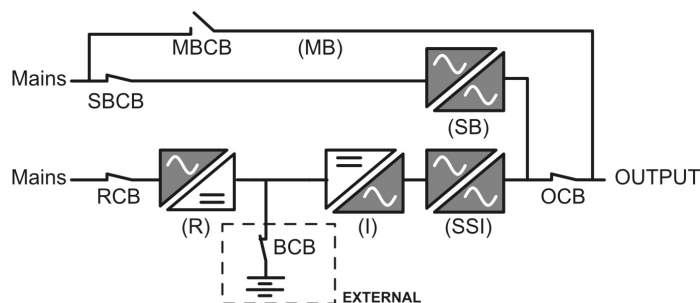 MBCB (MB)
Mains
SBCB
(SB)
Mains
RCB
OCB
OUTPUT
(R)
(I)
(SSI)
BCB
EXTERNAL